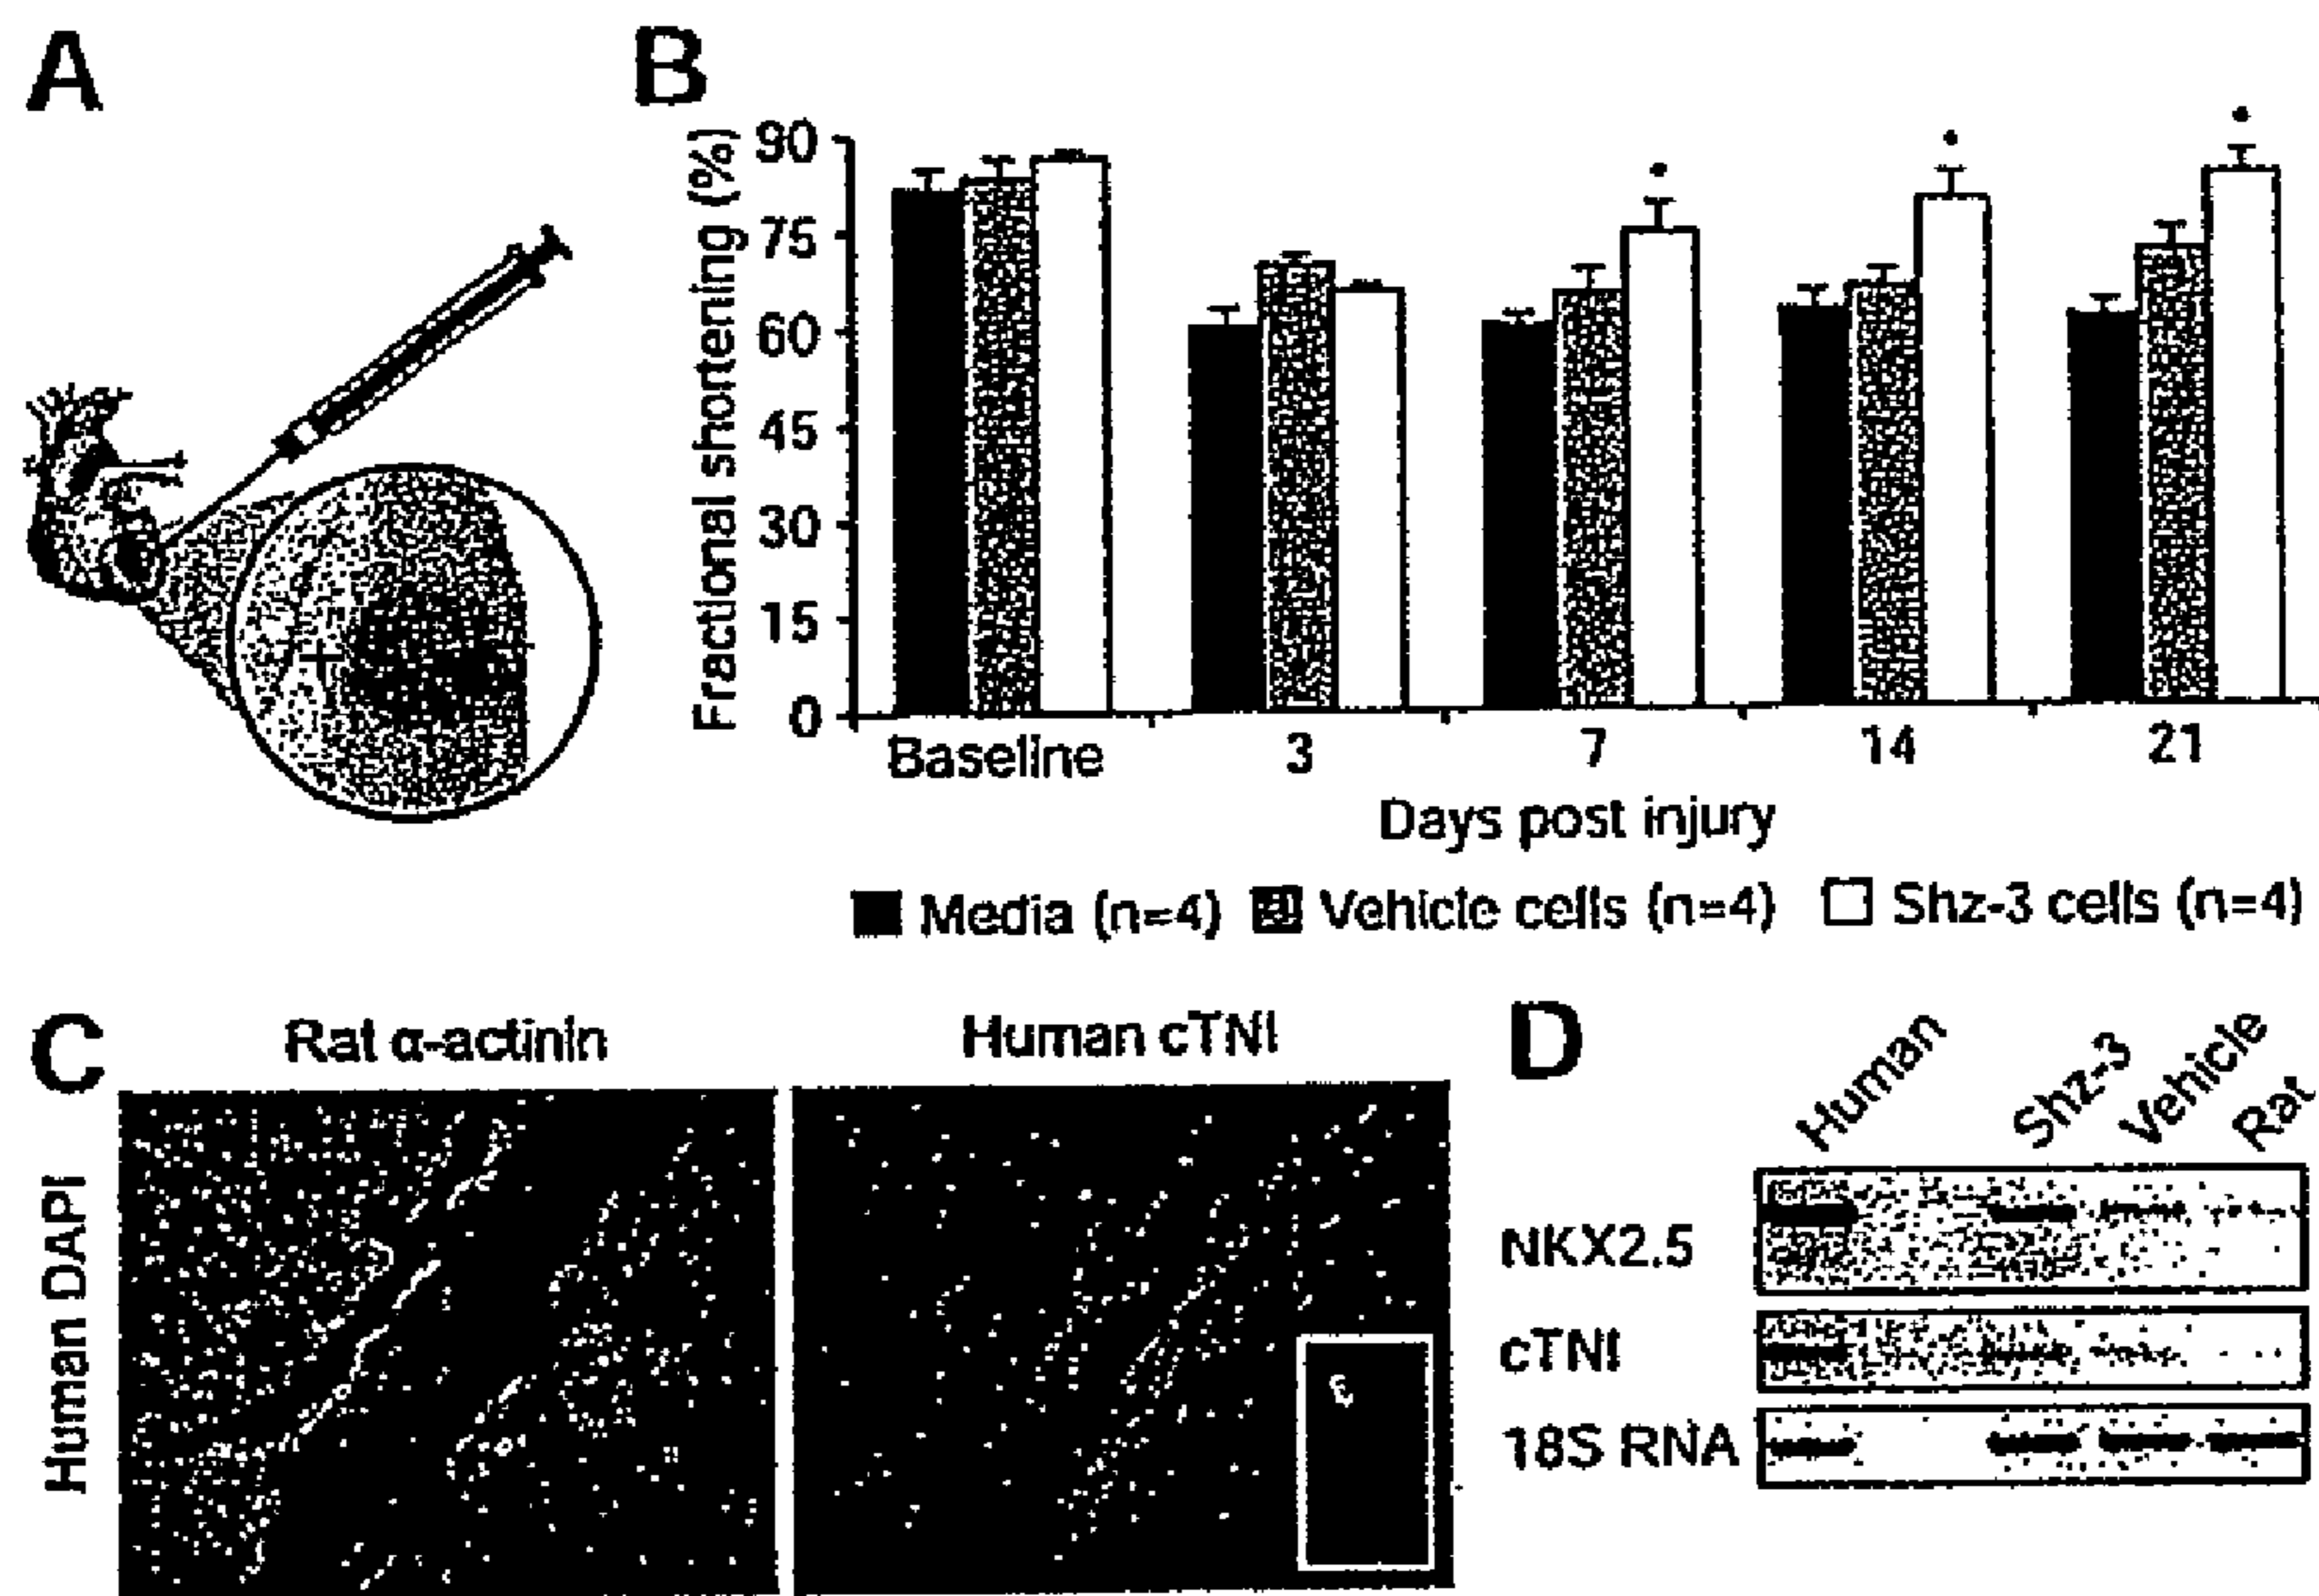 A
B
Fractional shortening (%)
90
75
60
45
30
15
0
Baseline
3
7
14
21
Days post injury
Media (n=4)
Vehicle cells (n=4)
Shz-3 cells (n=4)
C
Rat α-actinin
Human cTNI
Human DAPI
D
Human
Shz-3
Vehicle
Rat
NKX2.5
cTNI
18S RNA